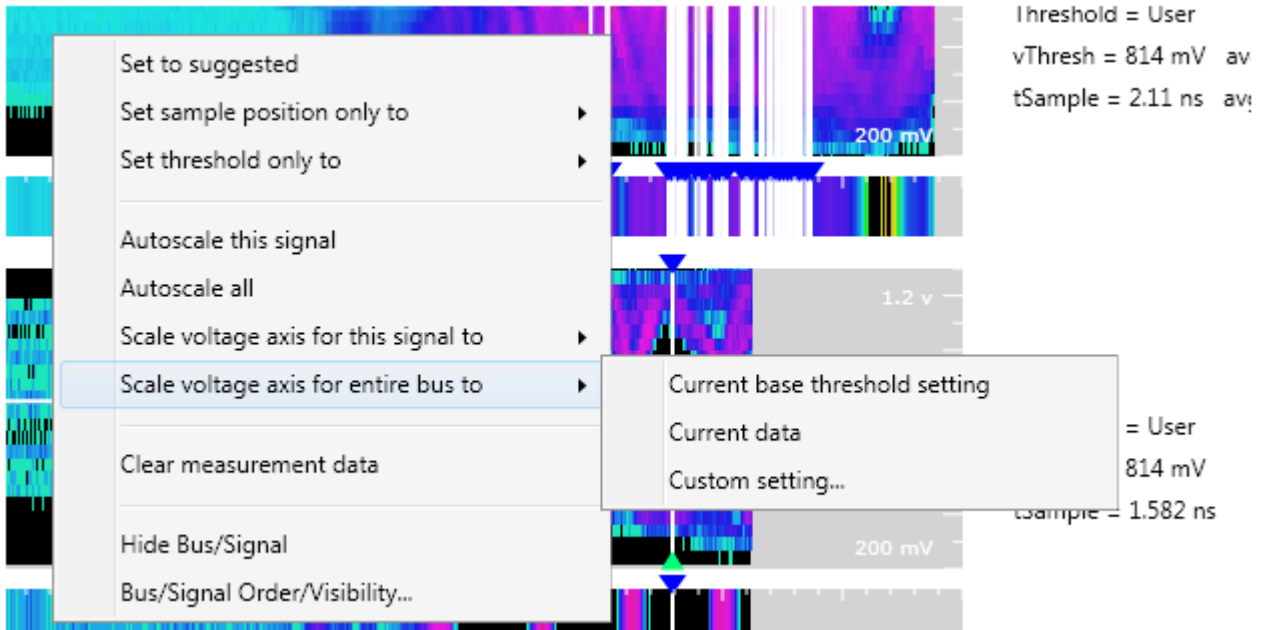 Threshold = User
vThresh = 814 mV av
tSample = 2.11 ns avg
200 mV
Set to suggested
Set sample position only to
Set threshold only to
Autoscale this signal
Autoscale all
Scale voltage axis for this signal to
Scale voltage axis for entire bus to
Clear measurement data
Hide Bus/Signal
Bus/Signal Order/Visibility...
1.2 v
Current base threshold setting
Current data
Custom setting...
= User
814 mV
tSample = 1.582 ns
200 mV